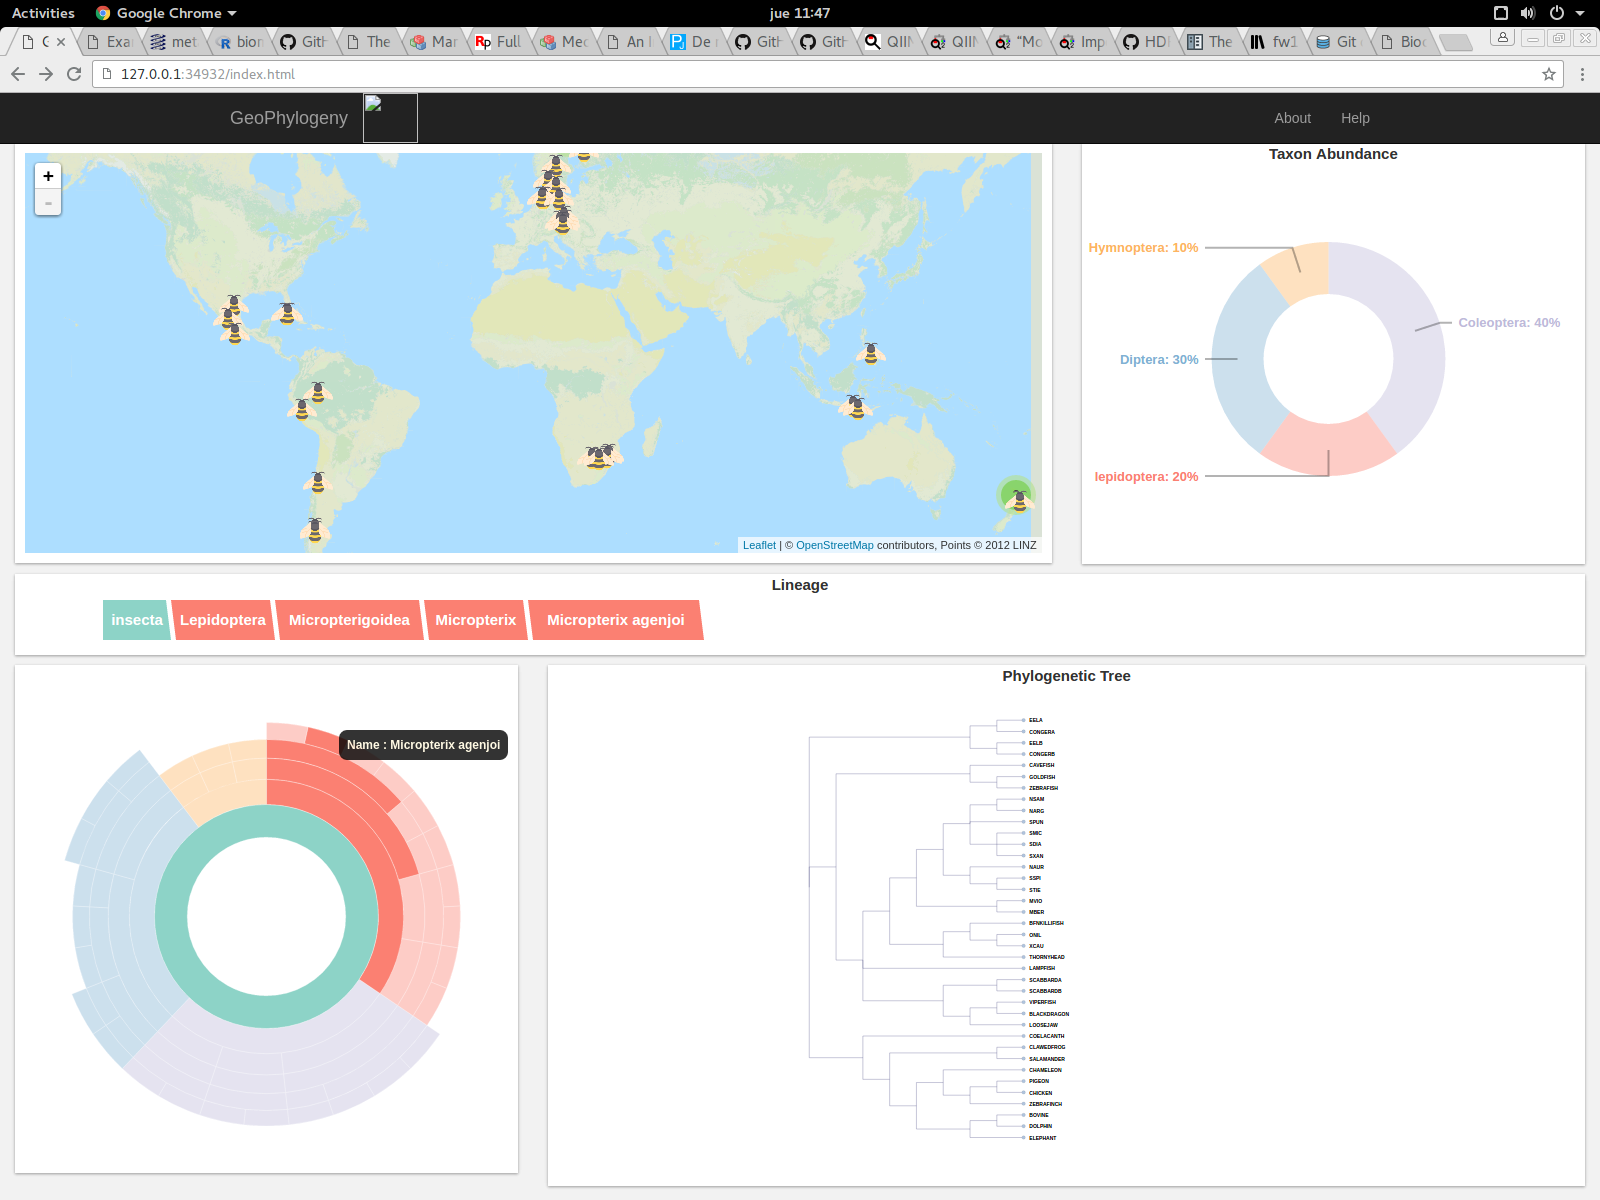 Activities Google Chrome jue 11:47
G Exa met bior GitH The Mar Full Mec An I De GitH GitH QIIM QIIM “Mo Imp HDF The fw1 Git Bioc
127.0.0.1:34932/index.html
GeoPhylogeny About Help
+
-
Leaflet | © OpenStreetMap contributors, Points © 2012 LINZ
Taxon Abundance
Hymnoptera: 10%
Coleoptera: 40%
Diptera: 30%
lepidoptera: 20%
Lineage
insecta Lepidoptera Micropterigoidea Micropterix Micropterix agenjoi
Name : Micropterix agenjoi
Phylogenetic Tree
EELA
CONGERA
EELB
CONGERB
CAVEFISH
GOLDFISH
ZEBRAFISH
NSAM
NARG
SPUN
SMIC
SDIA
SXAN
NAUR
SSPI
STIE
MVIO
MBER
BFNKILLIFISH
ONIL
XCAU
THORNYHEAD
LAMPFISH
SCABBARDA
SCABBARDB
VIPERFISH
BLACKDRAGON
LOOSEJAW
COELACANTH
CLAWEDFROG
SALAMANDER
CHAMELEON
PIGEON
CHICKEN
ZEBRAFINCH
BOVINE
DOLPHIN
ELEPHANT